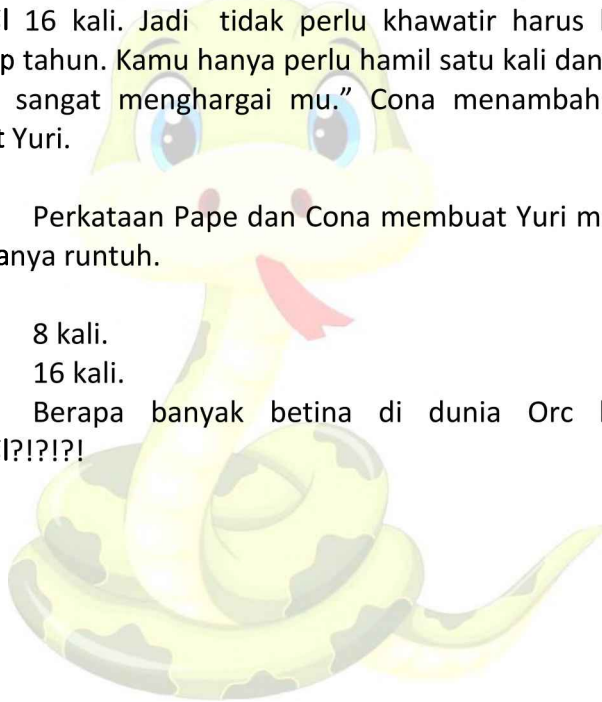 16 kali. Jadi tidak perlu khawatir harus
tahun. Kamu hanya perlu hamil satu kali dan
sangat menghargai mu.” Cona menambah
Yuri.
Perkataan Pape dan Cona membuat Yuri m
anya runtuh.
8 kali.
16 kali.
Berapa banyak betina di dunia Orc
l?!?!?!